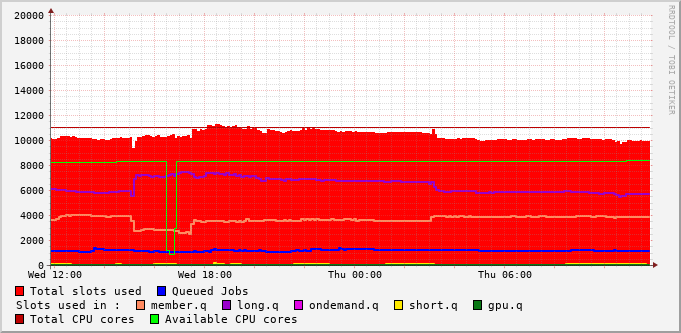 20000
18000
16000
14000
12000
10000
8000
6000
4000
2000
0
Wed 12:00 Wed 18:00 Thu 00:00 Thu 06:00
Total slots used Queued Jobs
Slots used in : member.q long.q ondemand.q short.q gpu.q
Total CPU cores Available CPU cores
RRDTOOL / TOBI OETIKER